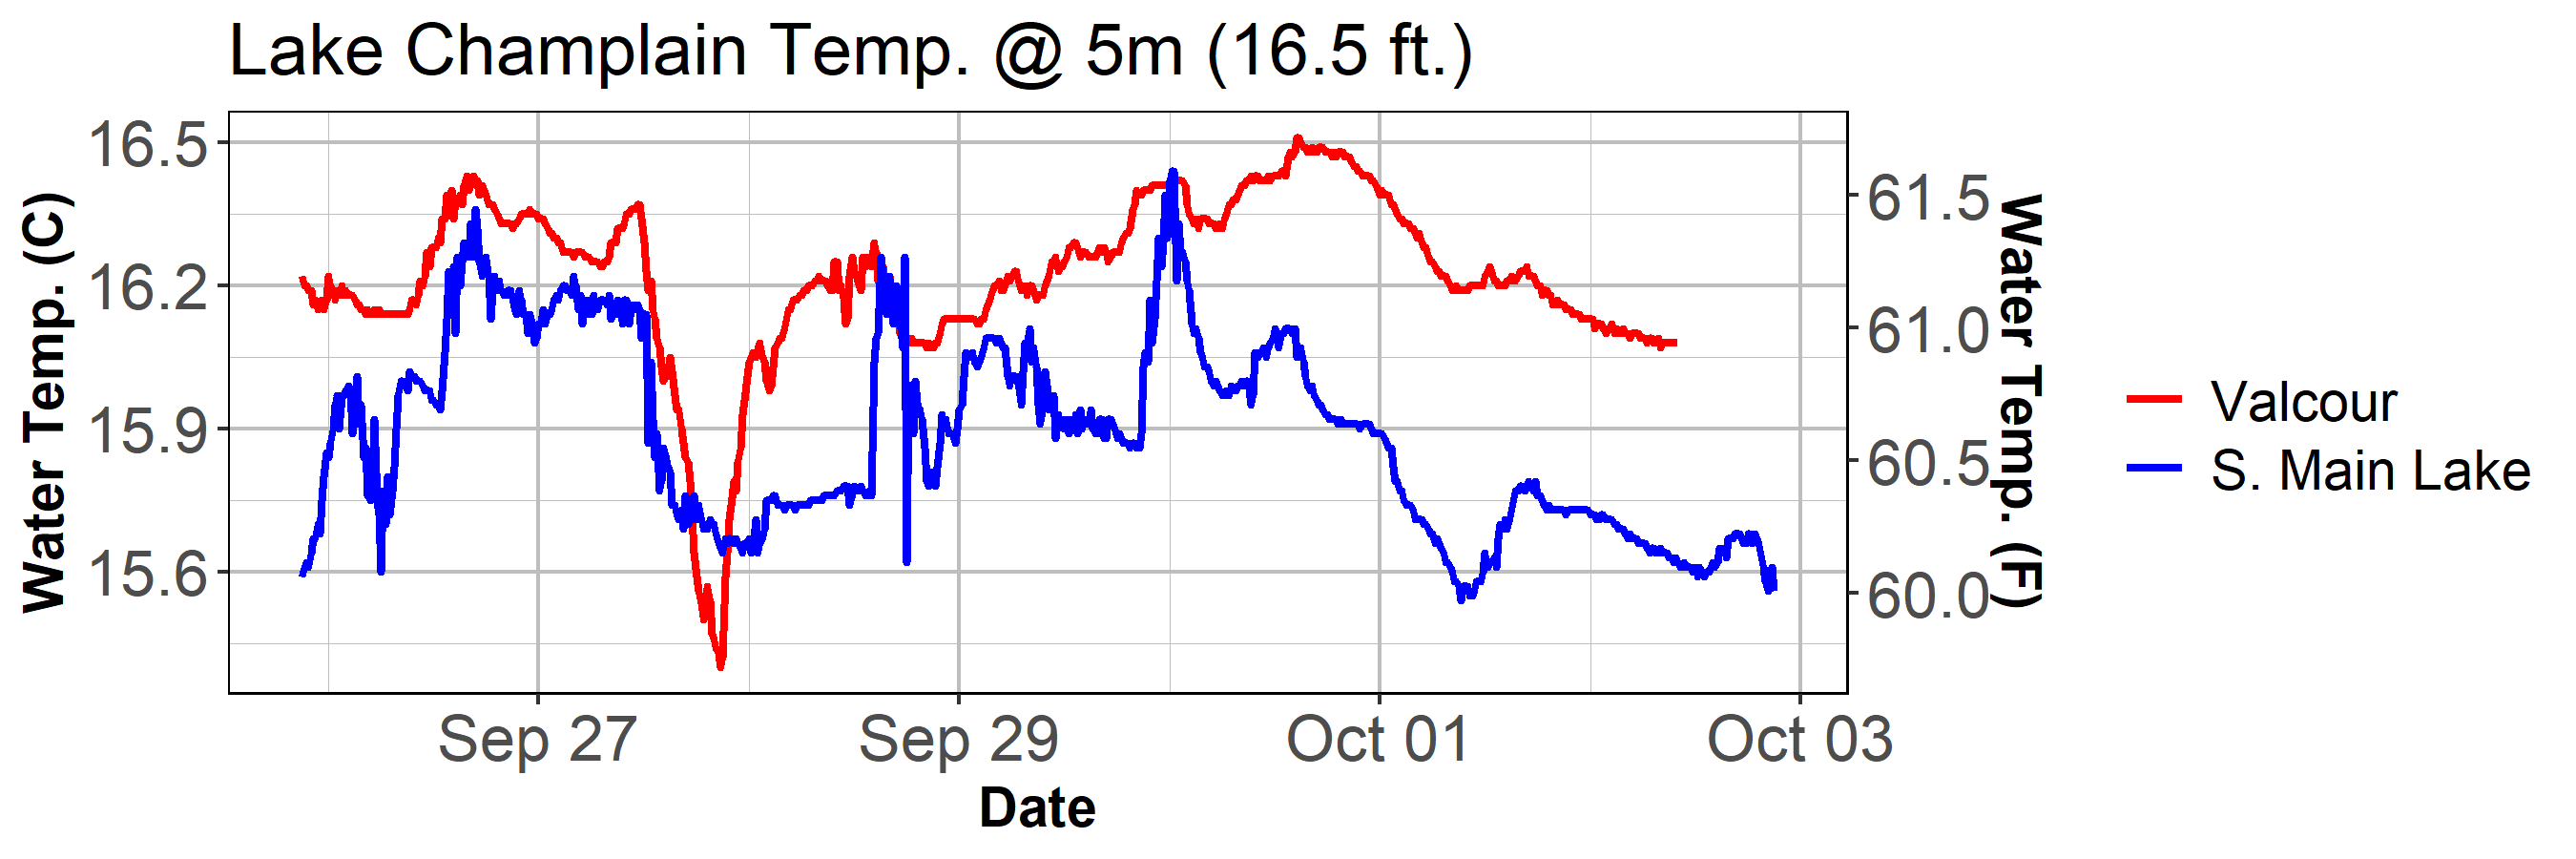 Lake Champlain Temp. @ 5m (16.5 ft.)
Water Temp. (C)
16.5
16.2
15.9
15.6
61.5
61.0
60.5
60.0
Water Temp. (F)
Sep 27
Sep 29
Oct 01
Oct 03
Date
Valcour
S. Main Lake